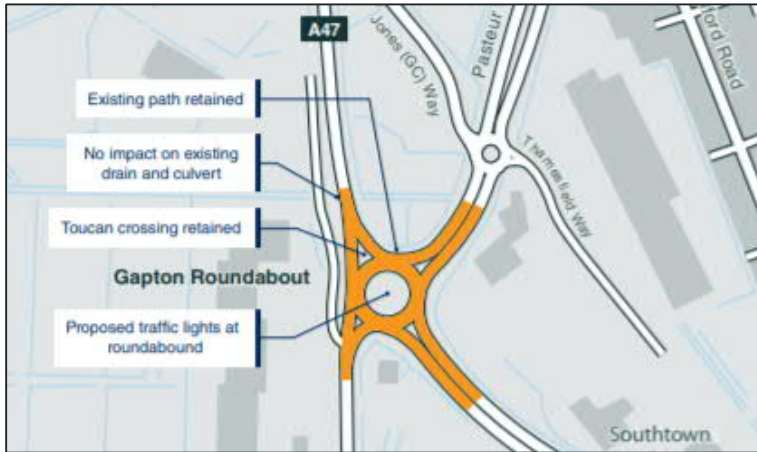 A47
Jones (GC) Way
Pasteur
ford Road
Existing path retained
No impact on existing
drain and culvert
Thamesfield Way
Toucan crossing retained
Gapton Roundabout
Proposed traffic lights at
roundabound
Southtown